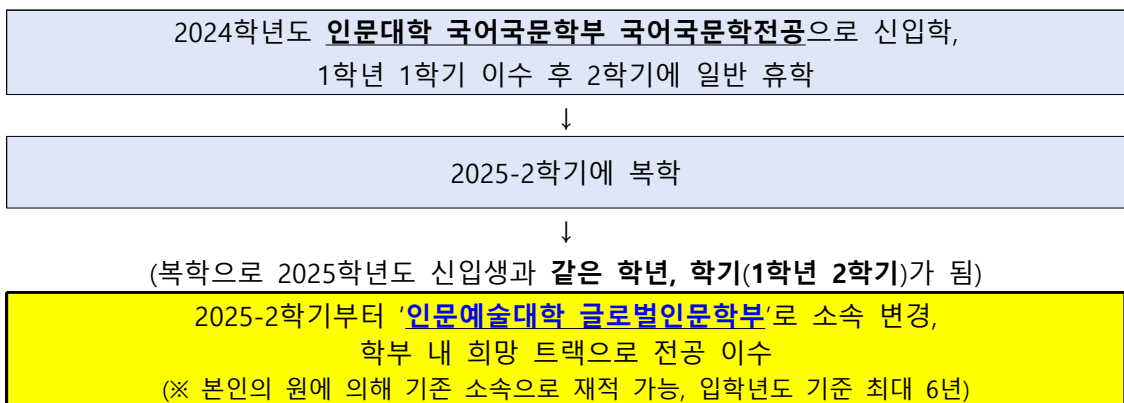 2024학년도 인문대학 국어국문학부 국어국문학전공으로 신입학,
1학년 1학기 이수 후 2학기에 일반 휴학
↓
2025-2학기에 복학
↓
(복학으로 2025학년도 신입생과 같은 학년, 학기(1학년 2학기)가 됨)
2025-2학기부터 '인문예술대학 글로벌인문학부'로 소속 변경,
학부 내 희망 트랙으로 전공 이수
(※ 본인의 원에 의해 기존 소속으로 재적 가능, 입학년도 기준 최대 6년)